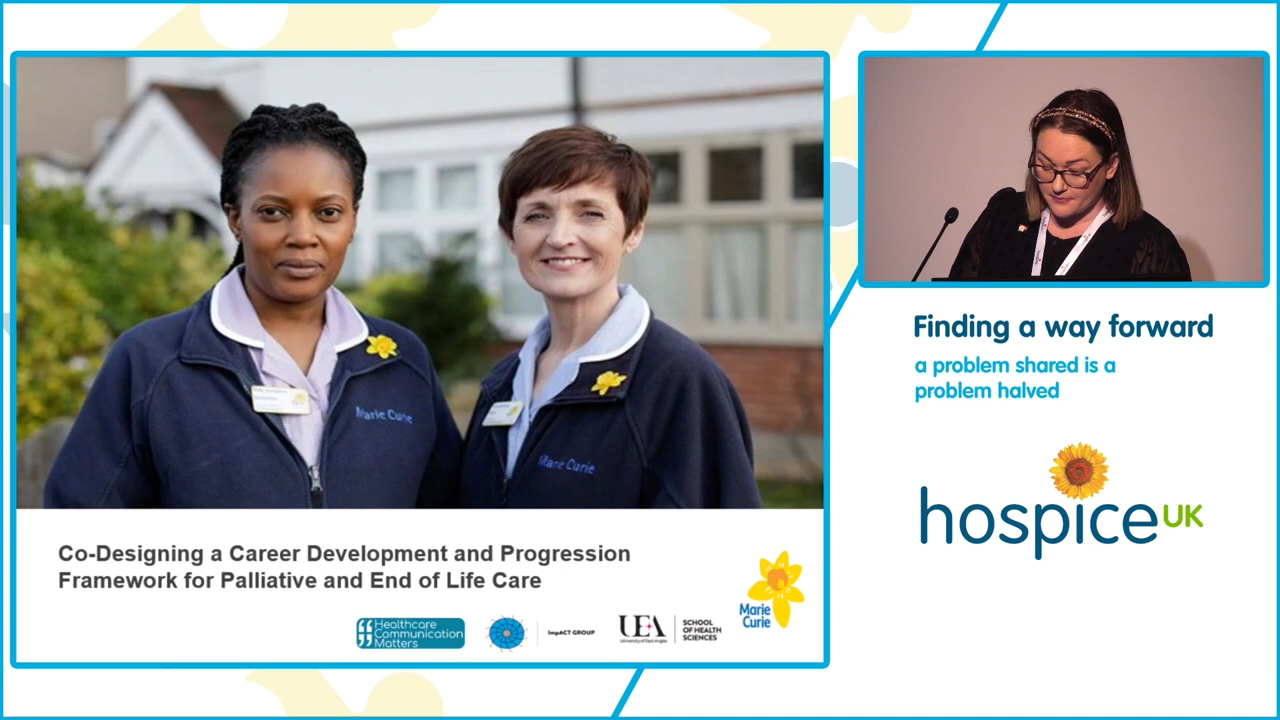 Marie Curie
Marie Curie
Co-Designing a Career Development and Progression
Framework for Palliative and End of Life Care
Healthcare
Communication
Matters
ImpACT GROUP
UEA
University of East Anglia
SCHOOL
OF HEALTH
SCIENCES
Marie
Curie
Finding a way forward
a problem shared is a
problem halved
hospice UK